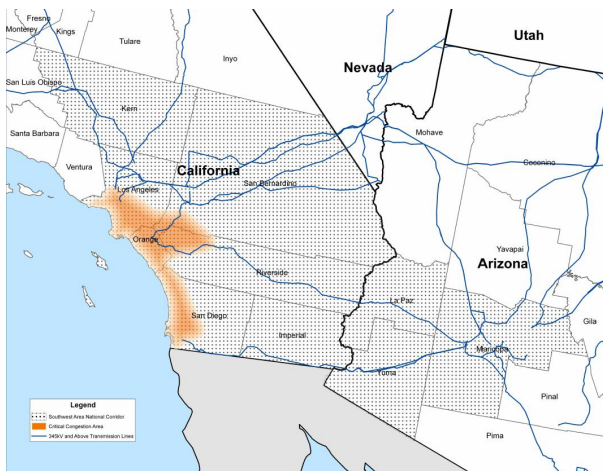 Fresno
Monterey
Kings
Tulare
Inyo
Utah
Nevada
San Luis Obispo
Kern
Mohave
Santa Barbara
Ventura
California
Coconino
Los Angeles
San Bernardino
Orange
Yavapai
Arizona
Riverside
La Paz
San Diego
Imperial
Gila
Maricopa
Yuma
Pinal
Pima
Legend
Southwest Area National Corridor
Critical Congestion Area
345kV and Above Transmission Lines